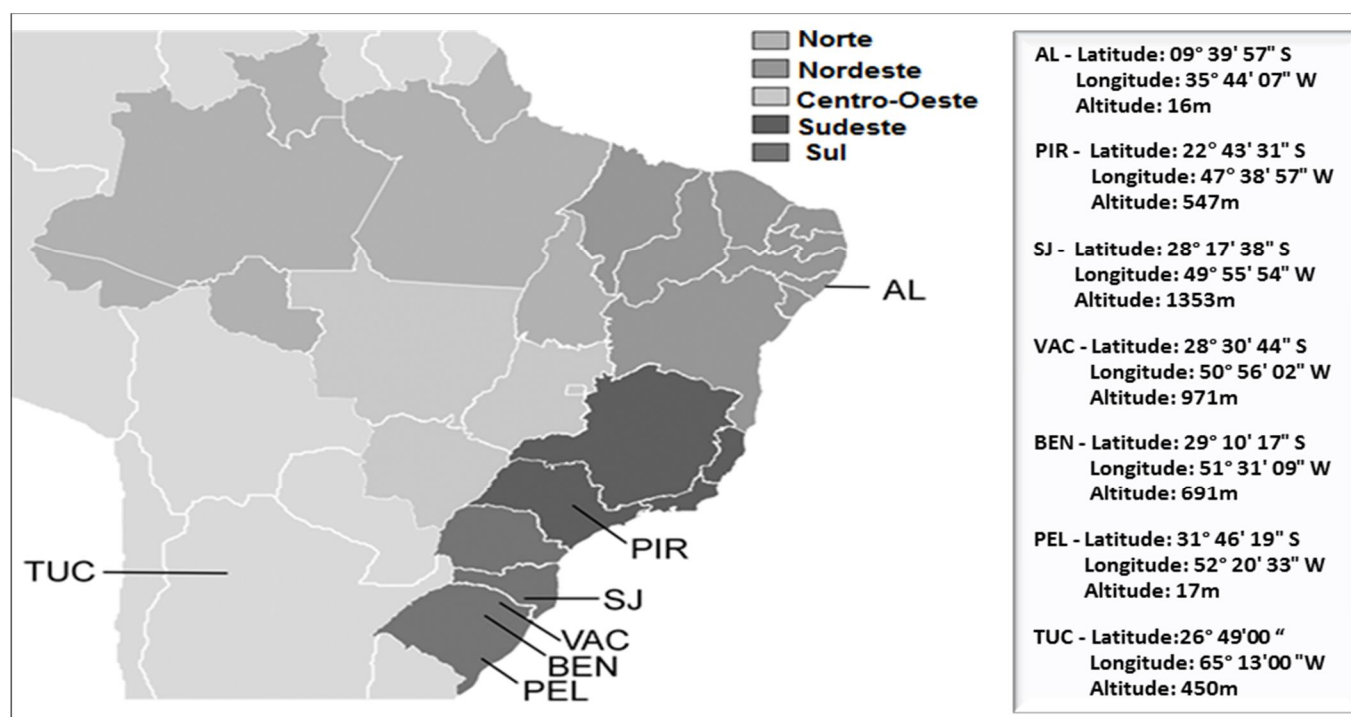 Norte
Nordeste
Centro-Oeste
Sudeste
Sul
AL
PIR
TUC
SJ
VAC
BEN
PEL
AL - Latitude: 09° 39' 57" S
Longitude: 35° 44' 07" W
Altitude: 16m
PIR - Latitude: 22° 43' 31" S
Longitude: 47° 38' 57" W
Altitude: 547m
SJ - Latitude: 28° 17' 38" S
Longitude: 49° 55' 54" W
Altitude: 1353m
VAC - Latitude: 28° 30' 44" S
Longitude: 50° 56' 02" W
Altitude: 971m
BEN - Latitude: 29° 10' 17" S
Longitude: 51° 31' 09" W
Altitude: 691m
PEL - Latitude: 31° 46' 19" S
Longitude: 52° 20' 33" W
Altitude: 17m
TUC - Latitude:26° 49'00 “
Longitude: 65° 13'00 "W
Altitude: 450m